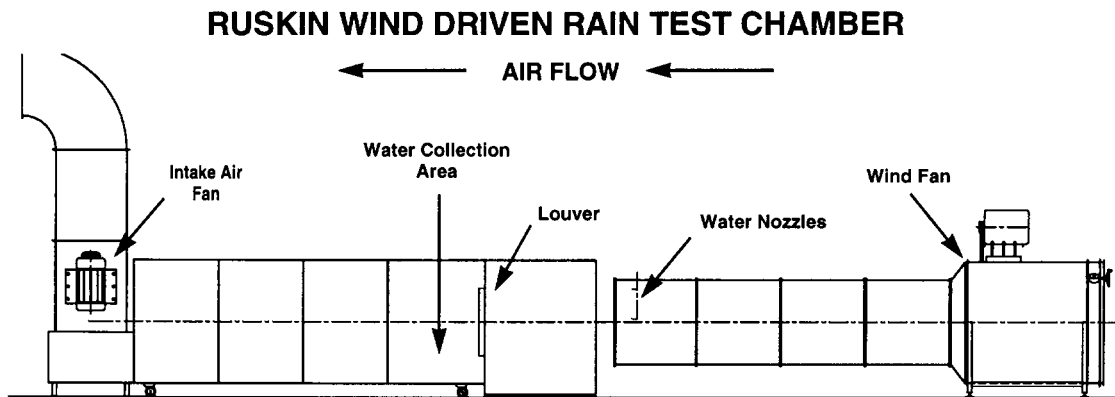 RUSKIN WIND DRIVEN RAIN TEST CHAMBER
AIR FLOW
Water Collection
Area
Intake Air
Fan
Wind Fan
Louver
Water Nozzles